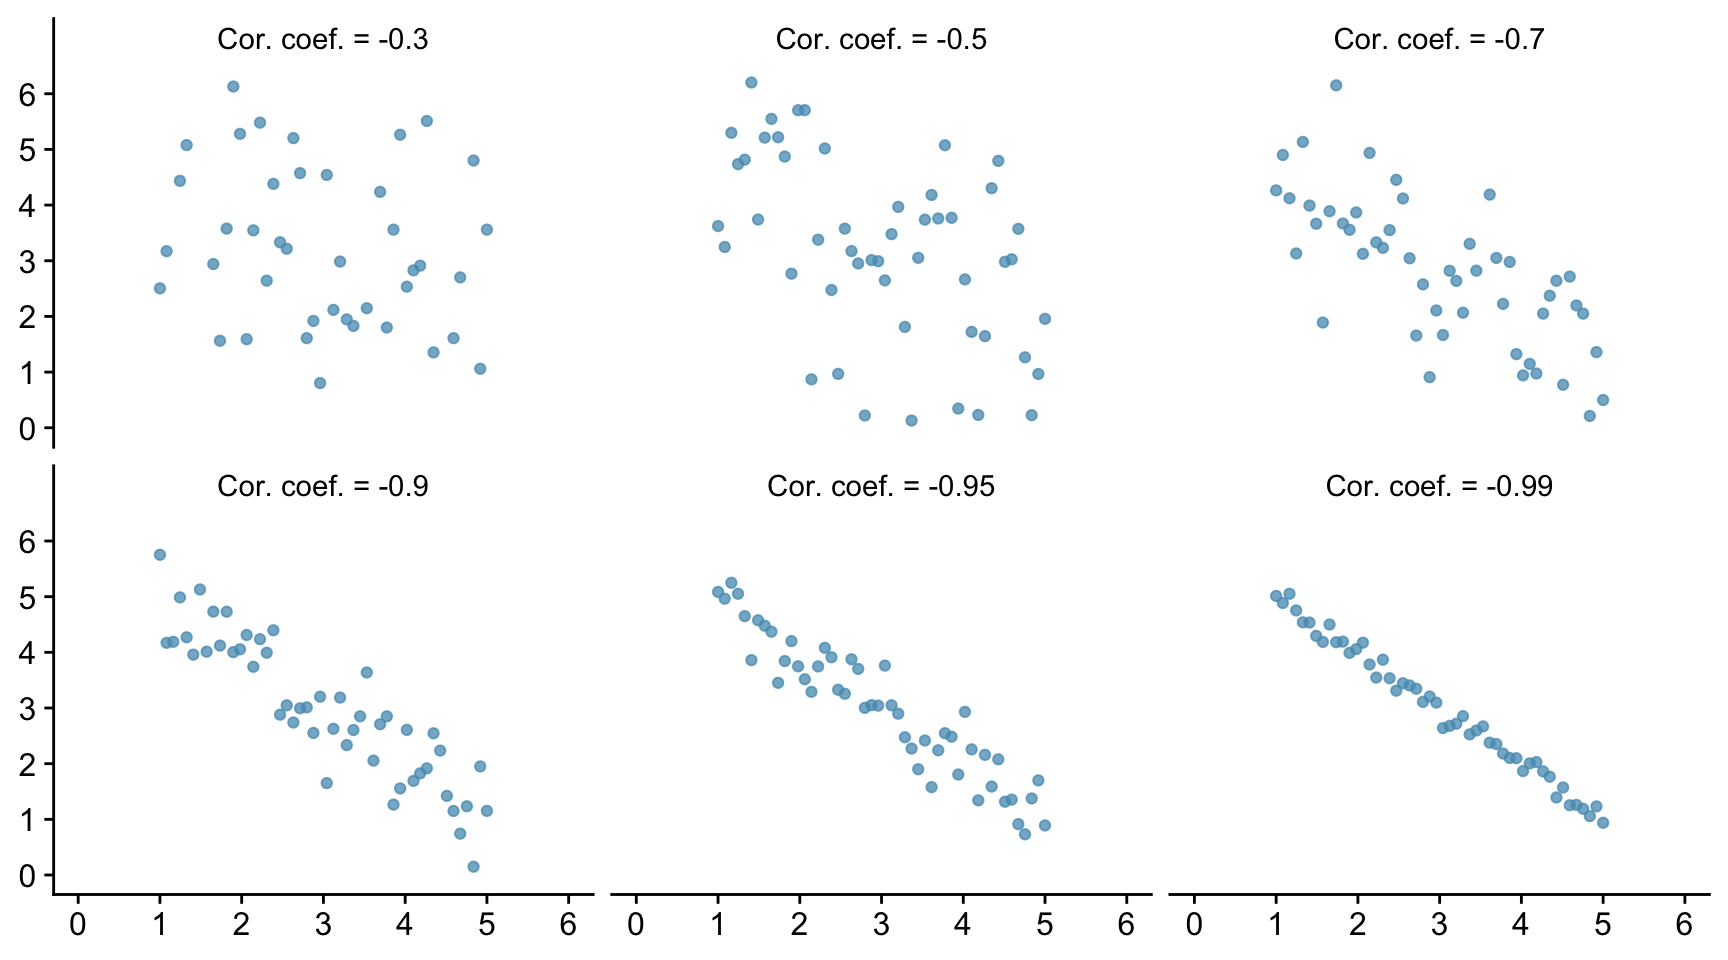 Cor. coef. = -0.3
Cor. coef. = -0.5
Cor. coef. = -0.7
6
5
4
3
2
1
0
Cor. coef. = -0.9
Cor. coef. = -0.95
Cor. coef. = -0.99
6
5
4
3
2
1
0
0 1 2 3 4 5 6
0 1 2 3 4 5 6
0 1 2 3 4 5 6